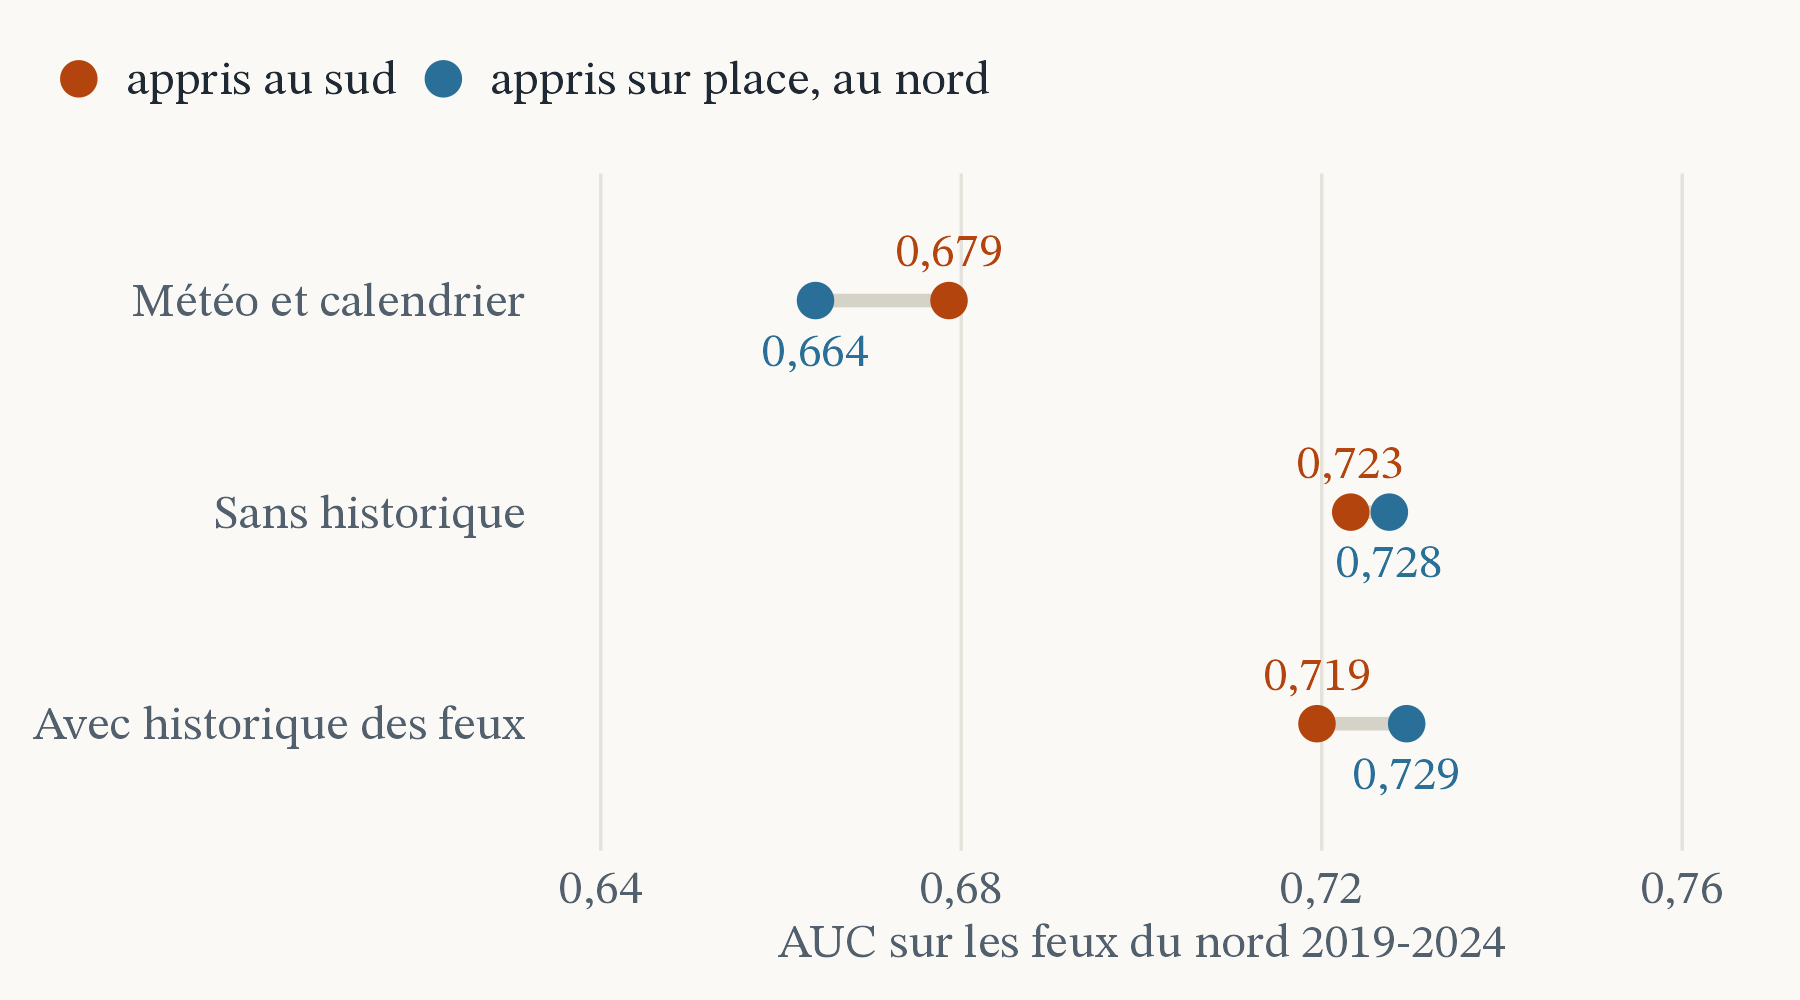 appris au sud appris sur place, au nord
0,679
Météo et calendrier
0,664
0,723
Sans historique
0,728
0,719
Avec historique des feux
0,729
0,64 0,68 0,72 0,76
AUC sur les feux du nord 2019-2024